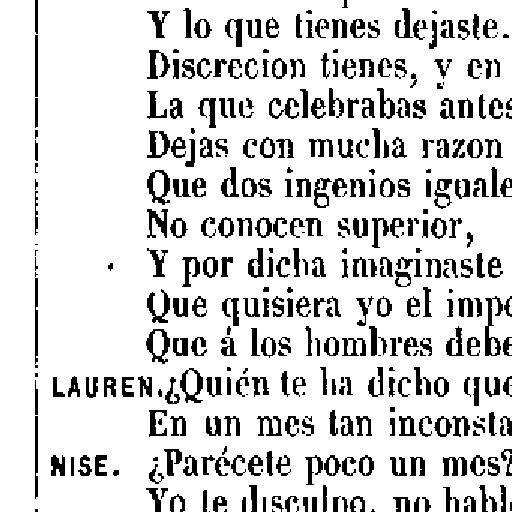 Y lo que tienes dejaste.
Discrecion tienes, y en
La que celebrabas antes
Dejas con mucha razon
Que dos ingenios iguale
No conocen superior,
Y por dicha imaginaste
Que quisiera yo el impe
Que á los hombres debe
LAUREN. ¿Quién te ha dicho que
En un mes tan inconsta
NISE. ¿Parécete poco un mes?
Yo te disculpo, no habl